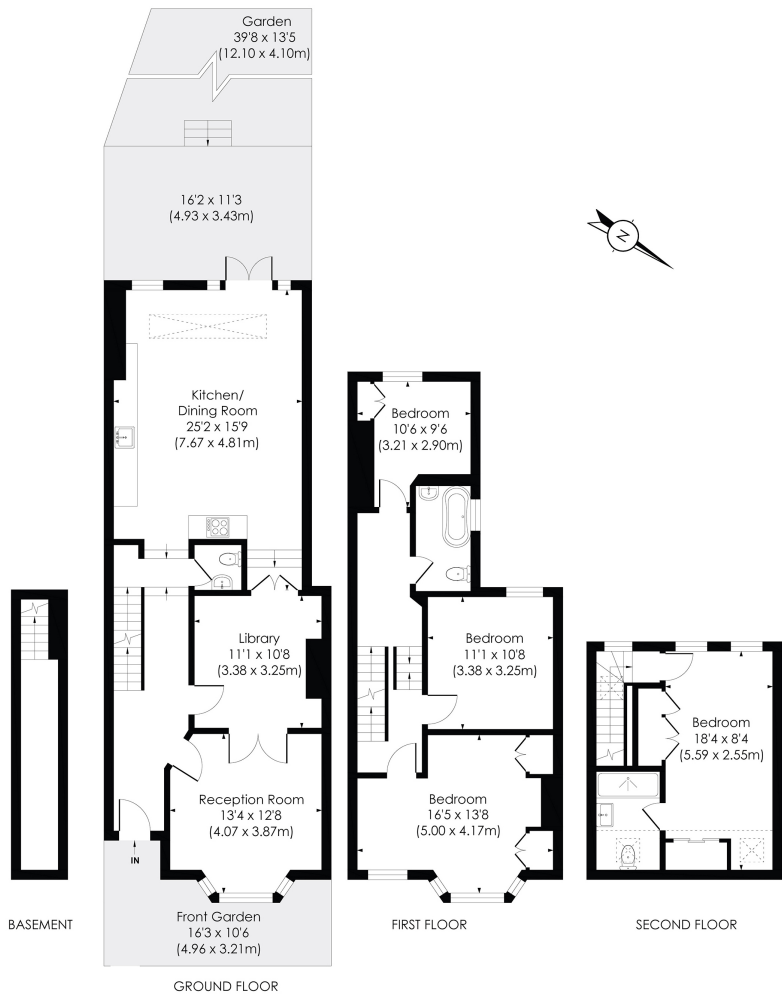 Garden
39'8 x 13'5
(12.10 x 4.10m)
16'2 x 11'3
(4.93 x 3.43m)
N
Kitchen/
Dining Room
25'2 x 15'9
(7.67 x 4.81m)
Bedroom
10'6 x 9'6
(3.21 x 2.90m)
Library
11'1 x 10'8
(3.38 x 3.25m)
Bedroom
11'1 x 10'8
(3.38 x 3.25m)
Bedroom
18'4 x 8'4
(5.59 x 2.55m)
Reception Room
13'4 x 12'8
(4.07 x 3.87m)
Bedroom
16'5 x 13'8
(5.00 x 4.17m)
IN
Front Garden
16'3 x 10'6
(4.96 x 3.21m)
BASEMENT
FIRST FLOOR
SECOND FLOOR
GROUND FLOOR